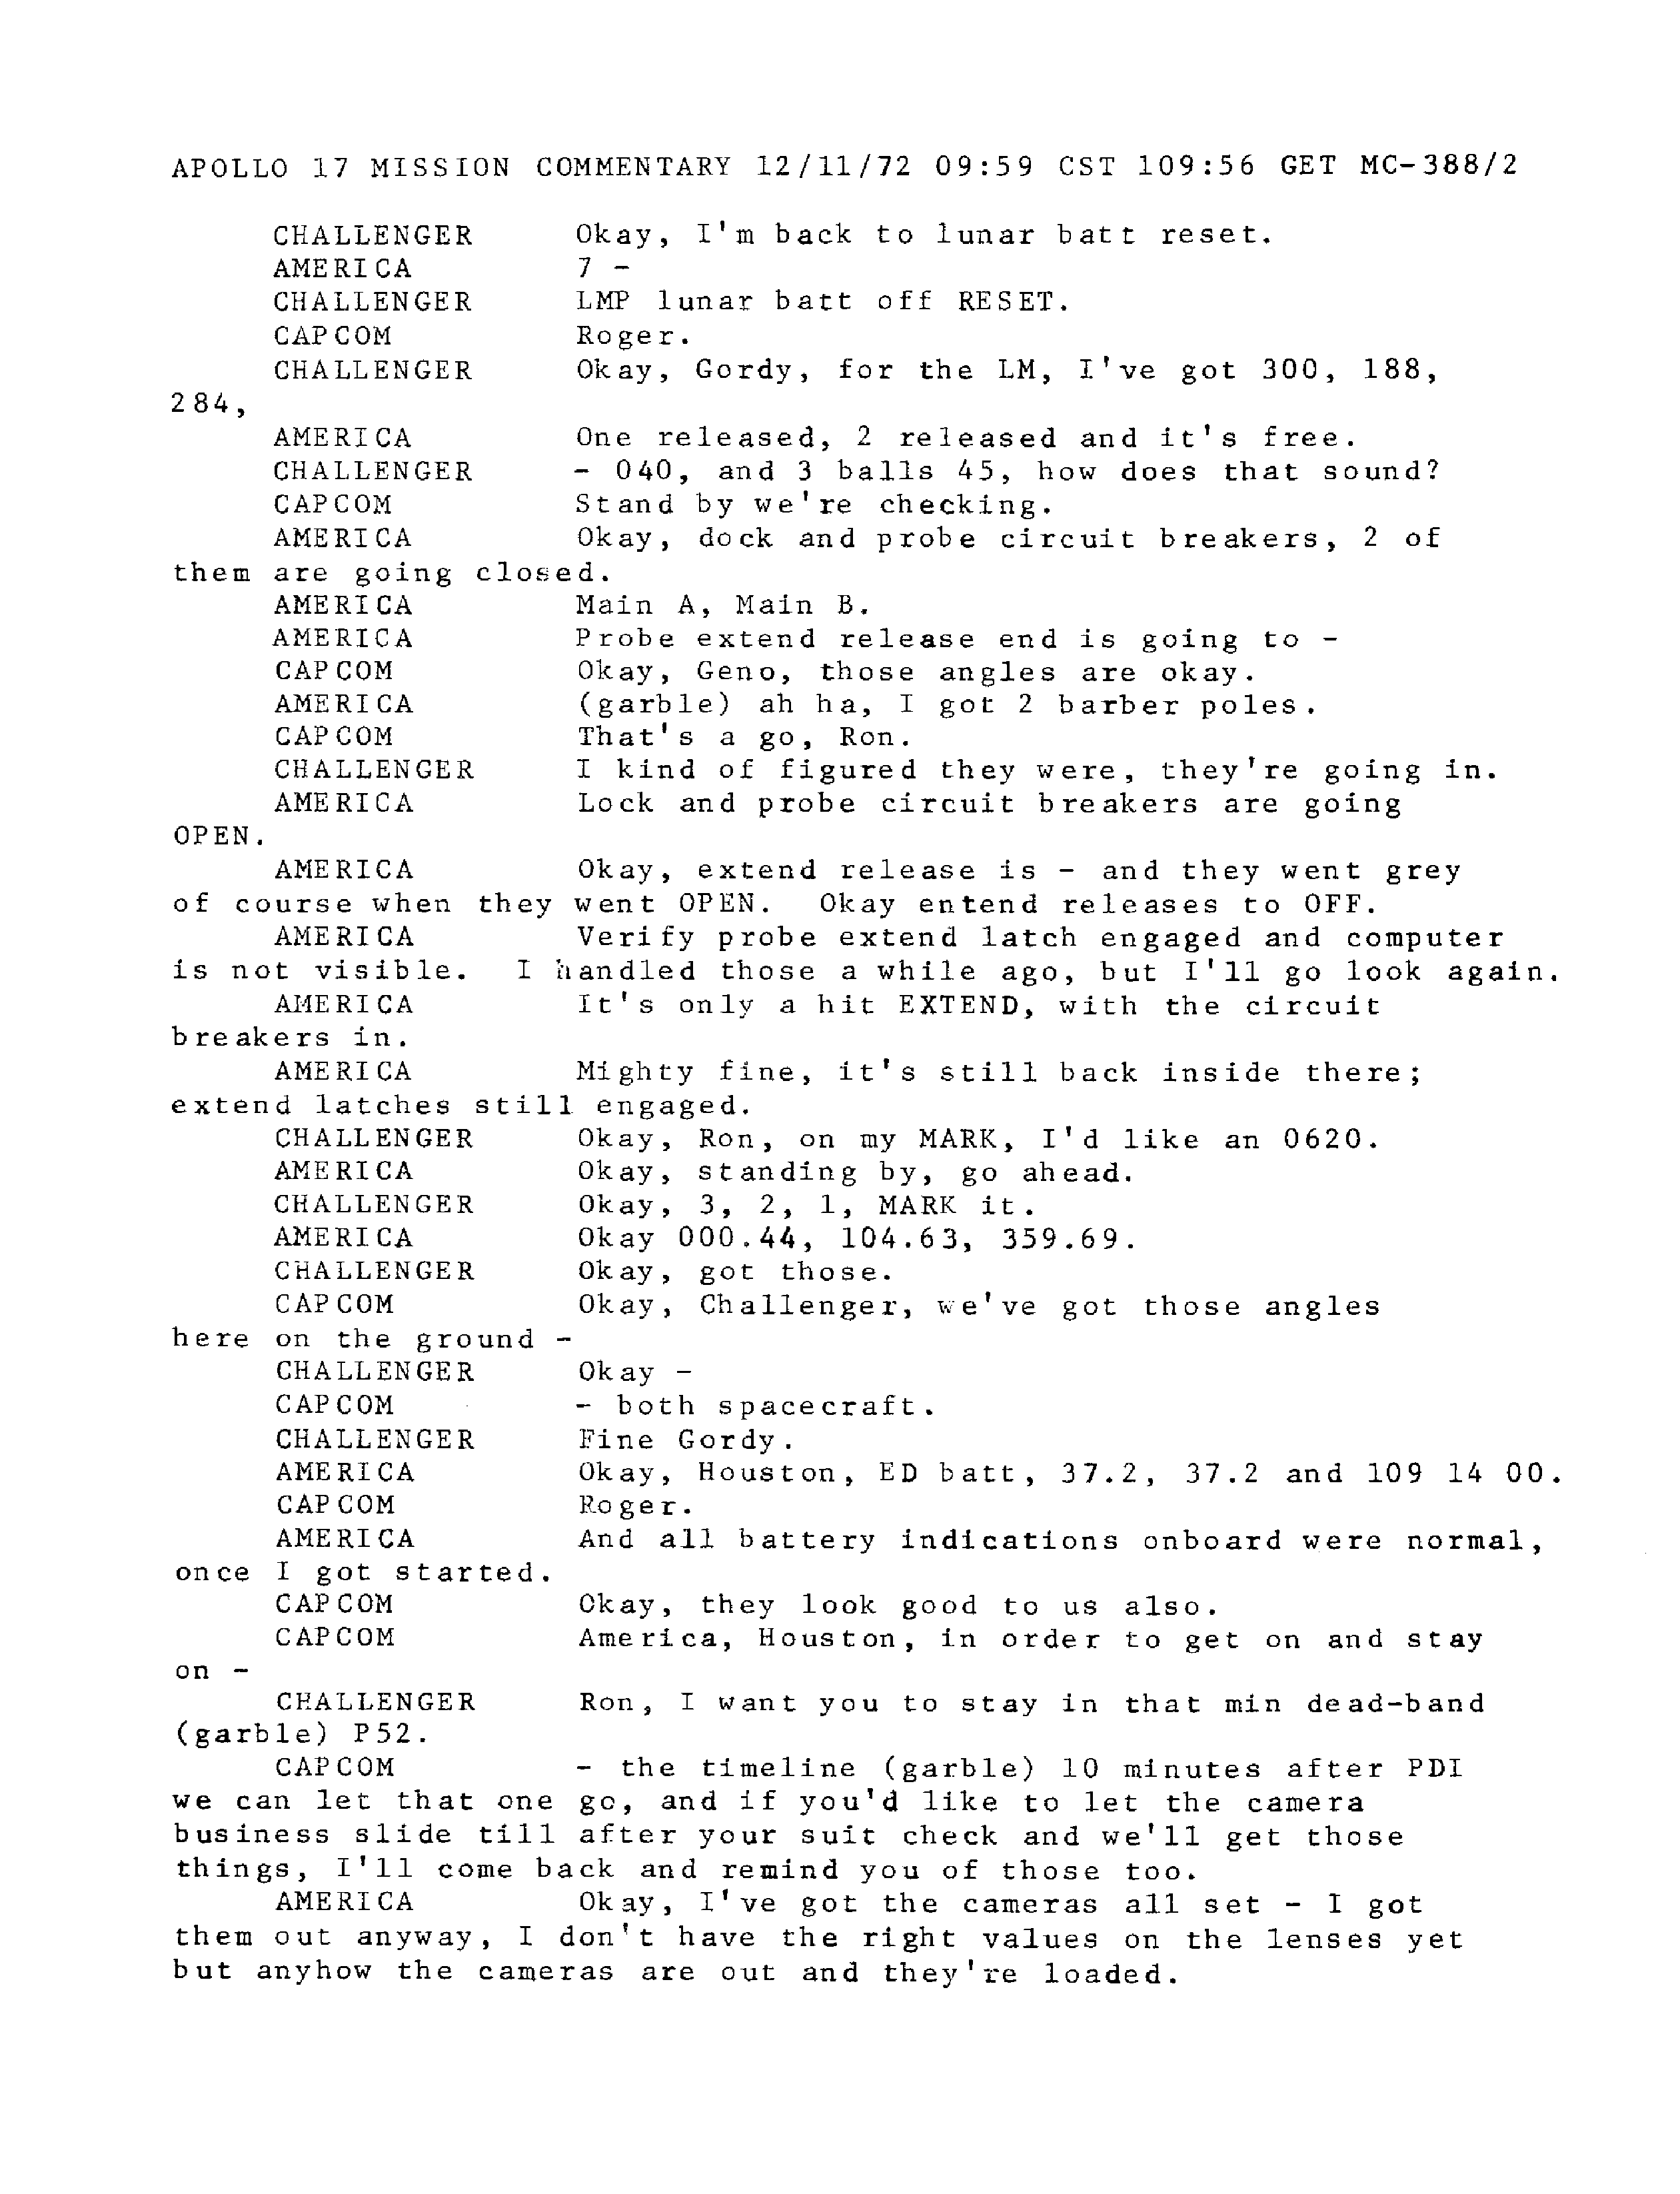 APOLLO 17 MISSION COMMENTARY 12/11/72 09:59 CST 109:56 GET MC-388/2
CHALLENGER Okay, I'm back to lunar batt reset.
AMERICA 7 -
CHALLENGER LMP lunar batt off RESET.
CAPCOM Roger.
CHALLENGER Okay, Gordy, for the LM, I've got 300, 188,
284,
AMERICA One released, 2 released and it's free.
CHALLENGER - 040, and 3 balls 45, how does that sound?
CAPCOM Stand by we're checking.
AMERICA Okay, dock and probe circuit breakers, 2 of
them are going closed.
AMERICA Main A, Main B.
AMERICA Probe extend release end is going to -
CAPCOM Okay, Geno, those angles are okay.
AMERICA (garble) ah ha, I got 2 barber poles.
CAPCOM That's a go, Ron.
CHALLENGER I kind of figured they were, they're going in.
AMERICA Lock and probe circuit breakers are going
OPEN.
AMERICA Okay, extend release is - and they went grey
of course when they went OPEN. Okay entend releases to OFF.
AMERICA Verify probe extend latch engaged and computer
is not visible. I handled those a while ago, but I'll go look again.
AMERICA It's only a hit EXTEND, with the circuit
breakers in.
AMERICA Mighty fine, it's still back inside there;
extend latches still engaged.
CHALLENGER Okay, Ron, on my MARK, I'd like an 0620.
AMERICA Okay, standing by, go ahead.
CHALLENGER Okay, 3, 2, 1, MARK it.
AMERICA Okay 000.44, 104.63, 359.69.
CHALLENGER Okay, got those.
CAPCOM Okay, Challenger, we've got those angles
here on the ground -
CHALLENGER Okay -
CAPCOM - both spacecraft.
CHALLENGER Fine Gordy.
AMERICA Okay, Houston, ED batt, 37.2, 37.2 and 109 14 00.
CAPCOM Roger.
AMERICA And all battery indications onboard were normal,
once I got started.
CAPCOM Okay, they look good to us also.
CAPCOM America, Houston, in order to get on and stay
on -
CHALLENGER Ron, I want you to stay in that min dead-band
(garble) P52.
CAPCOM - the timeline (garble) 10 minutes after PDI
we can let that one go, and if you'd like to let the camera
business slide till after your suit check and we'll get those
things, I'll come back and remind you of those too.
AMERICA Okay, I've got the cameras all set - I got
them out anyway, I don't have the right values on the lenses yet
but anyhow the cameras are out and they're loaded.